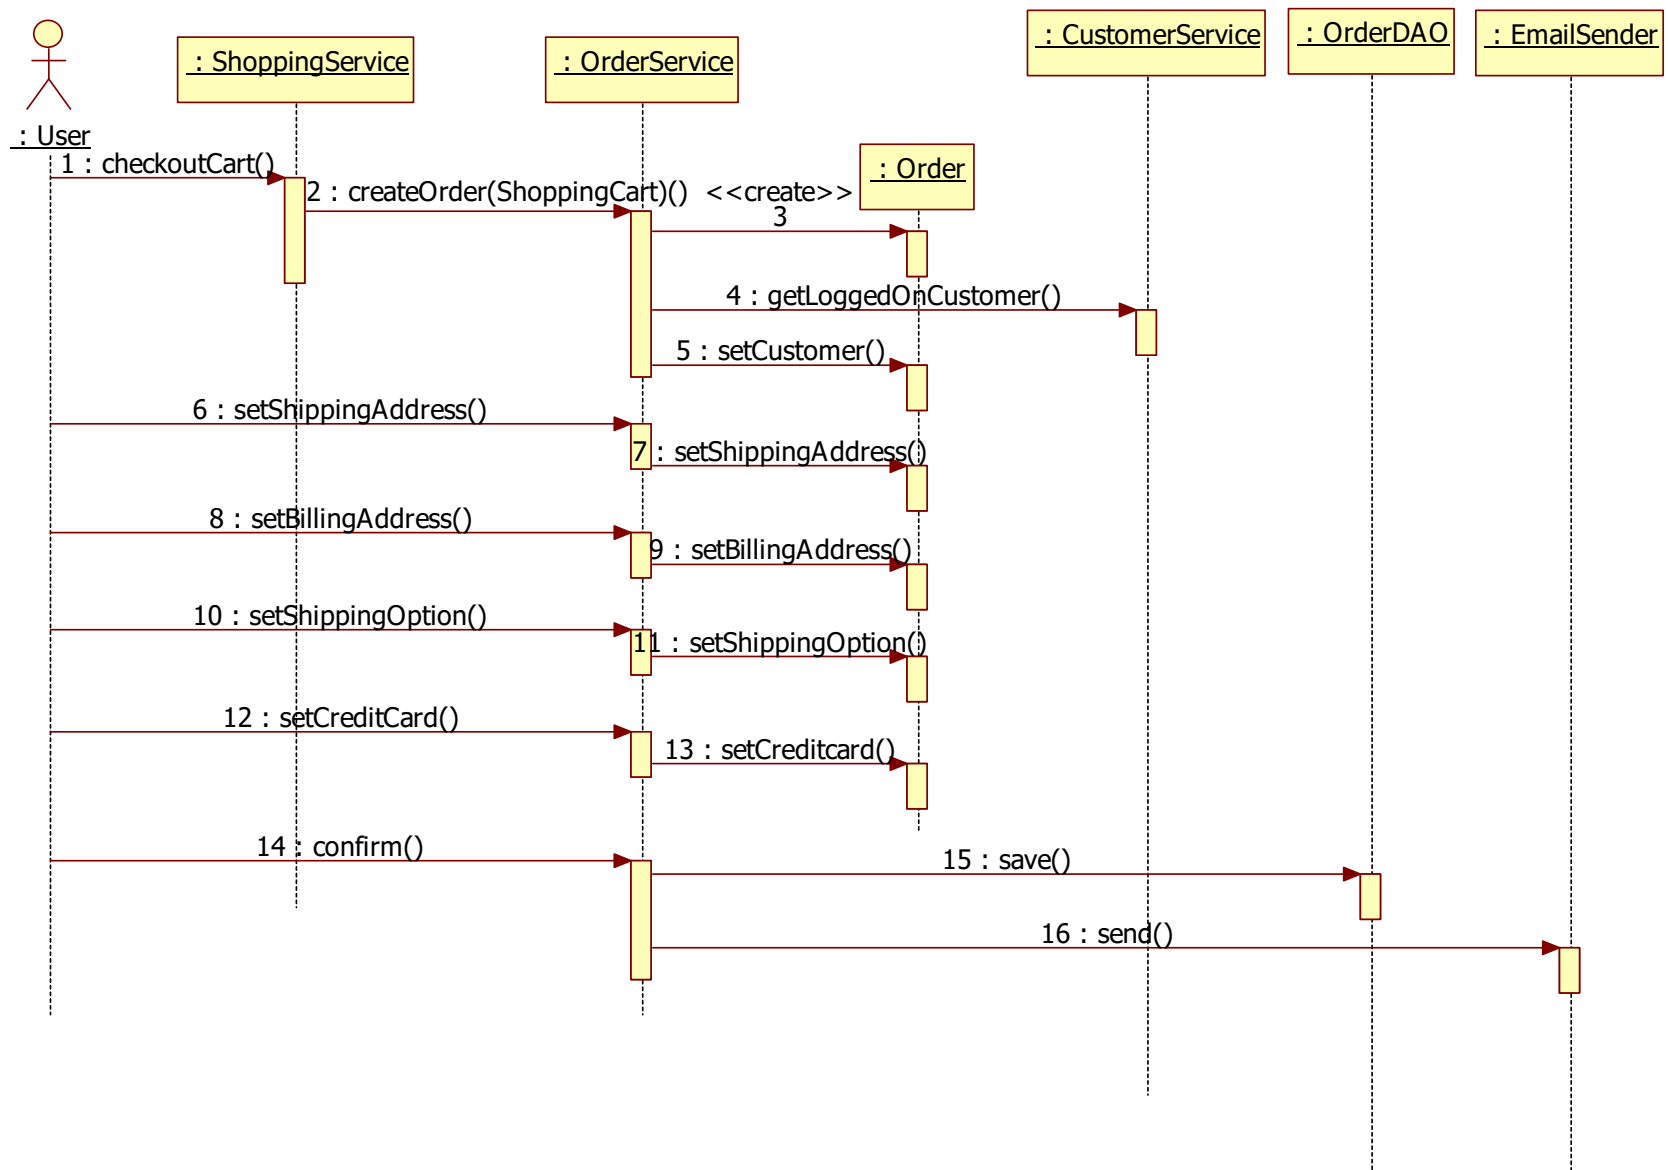 : CustomerService
: OrderDAO
: EmailSender
: ShoppingService
: OrderService
: User
: Order
1 : checkoutCart()
2 : createOrder(ShoppingCart)() <<create>>
3
4 : getLoggedOnCustomer()
5 : setCustomer()
6 : setShippingAddress()
7 : setShippingAddress()
8 : setBillingAddress()
9 : setBillingAddress()
10 : setShippingOption()
11 : setShippingOption()
12 : setCreditCard()
13 : setCreditcard()
14 : confirm()
15 : save()
16 : send()